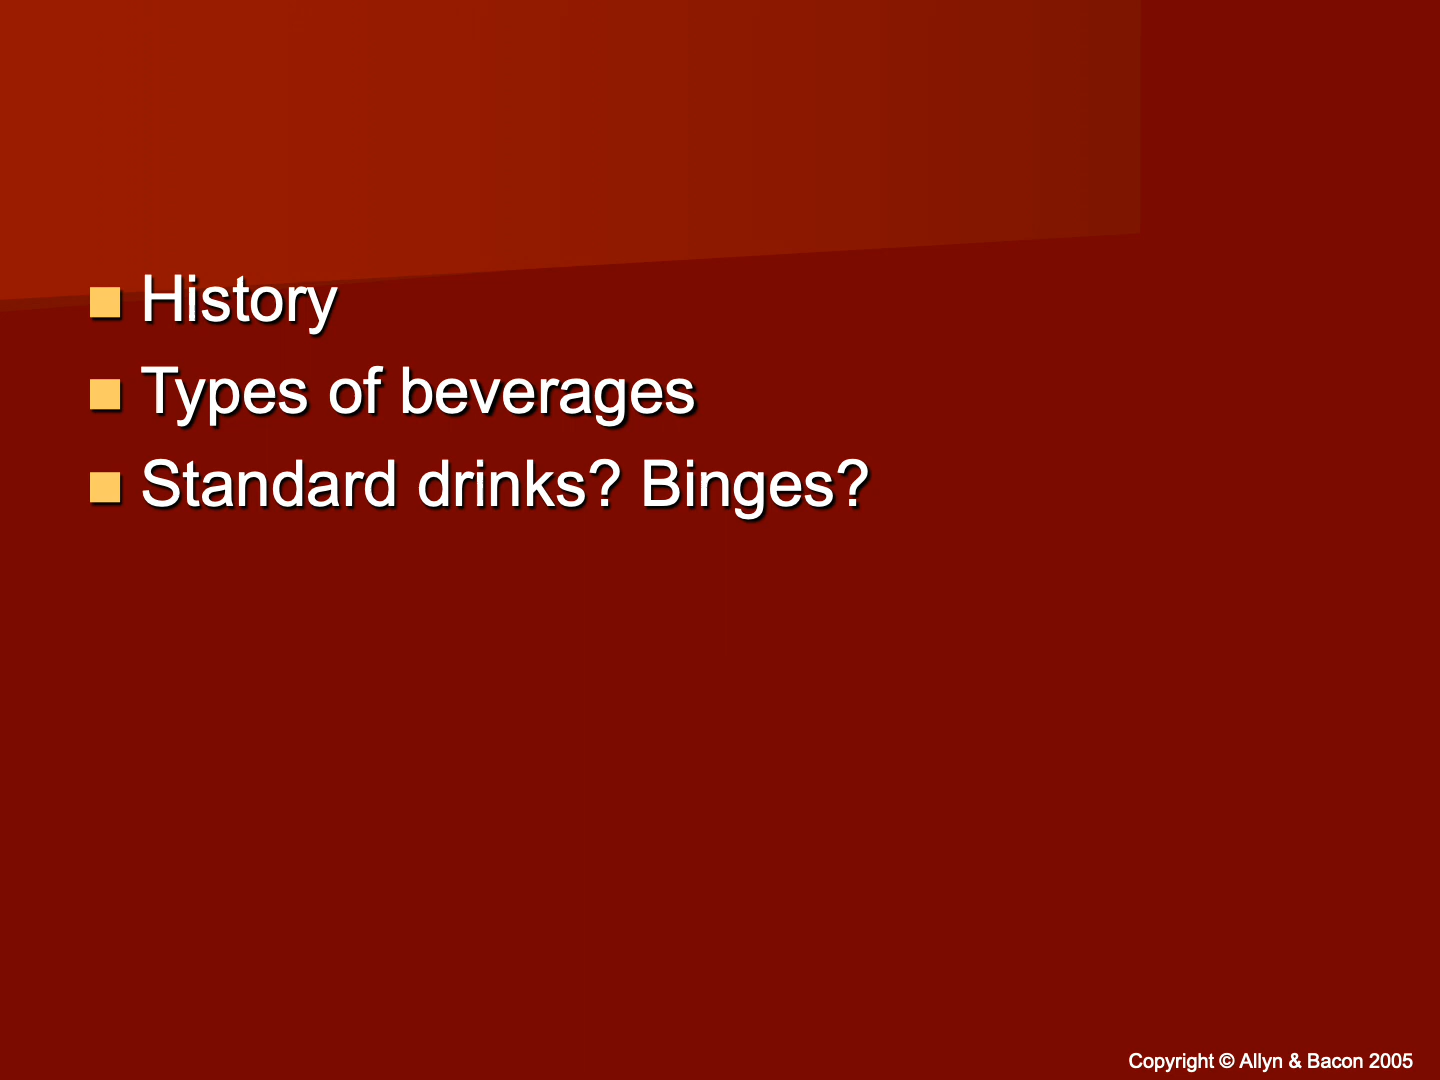 History
Types of beverages
Standard drinks? Binges?
Copyright © Allyn & Bacon 2005